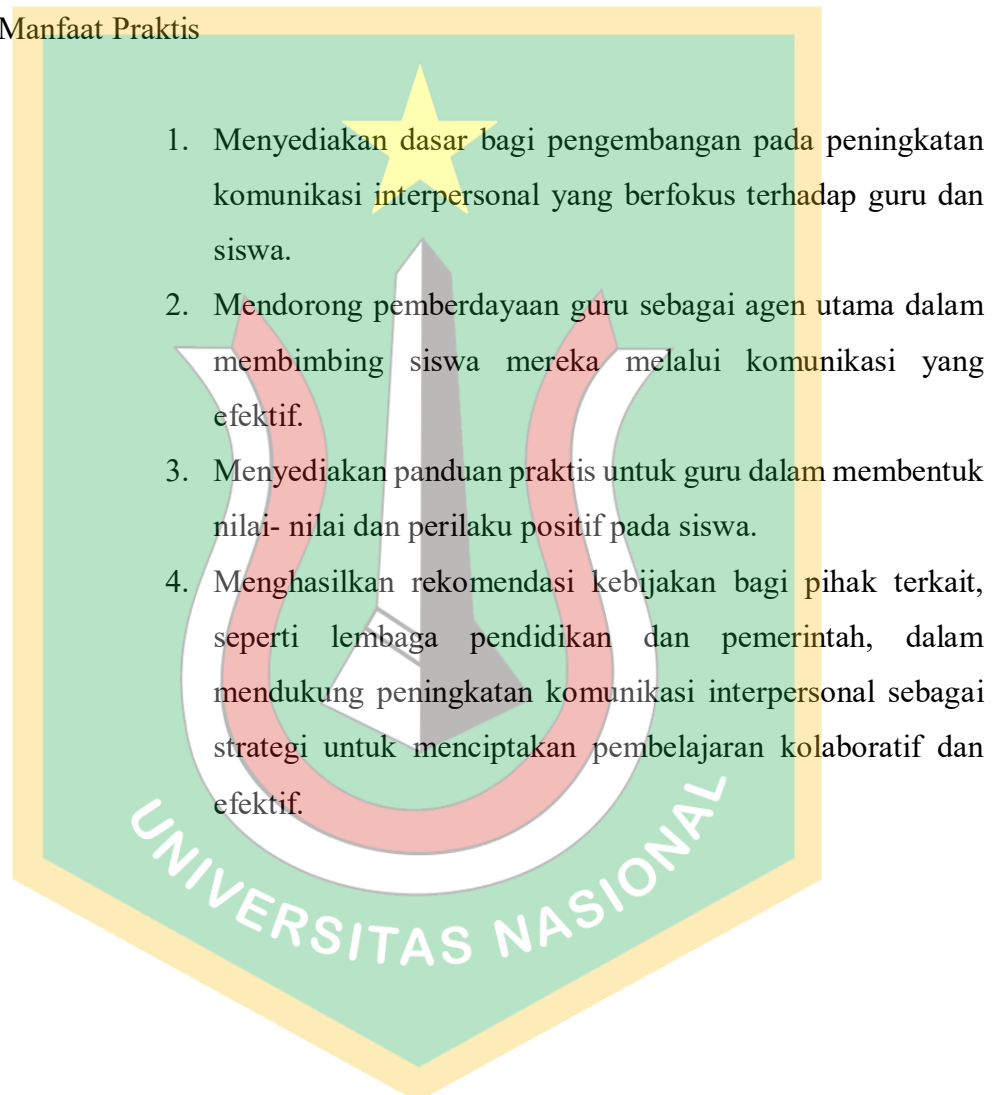 Manfaat Praktis
1. Menyediakan dasar bagi pengembangan pada peningkatan
komunikasi interpersonal yang berfokus terhadap guru dan
siswa.
2. Mendorong pemberdayaan guru sebagai agen utama dalam
membimbing siswa mereka melalui komunikasi yang
efektif.
3. Menyediakan panduan praktis untuk guru dalam membentuk
nilai- nilai dan perilaku positif pada siswa.
4. Menghasilkan rekomendasi kebijakan bagi pihak terkait,
seperti lembaga pendidikan dan pemerintah, dalam
mendukung peningkatan komunikasi interpersonal sebagai
strategi untuk menciptakan pembelajaran kolaboratif dan
efektif.
UNIVERSITAS NASIONAL